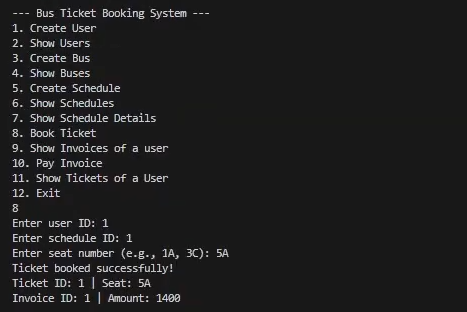 --- Bus Ticket Booking System ---
1. Create User
2. Show Users
3. Create Bus
4. Show Buses
5. Create Schedule
6. Show Schedules
7. Show Schedule Details
8. Book Ticket
9. Show Invoices of a user
10. Pay Invoice
11. Show Tickets of a User
12. Exit
8
Enter user ID: 1
Enter schedule ID: 1
Enter seat number (e.g., 1A, 3C): 5A
Ticket booked successfully!
Ticket ID: 1 | Seat: 5A
Invoice ID: 1 | Amount: 1400